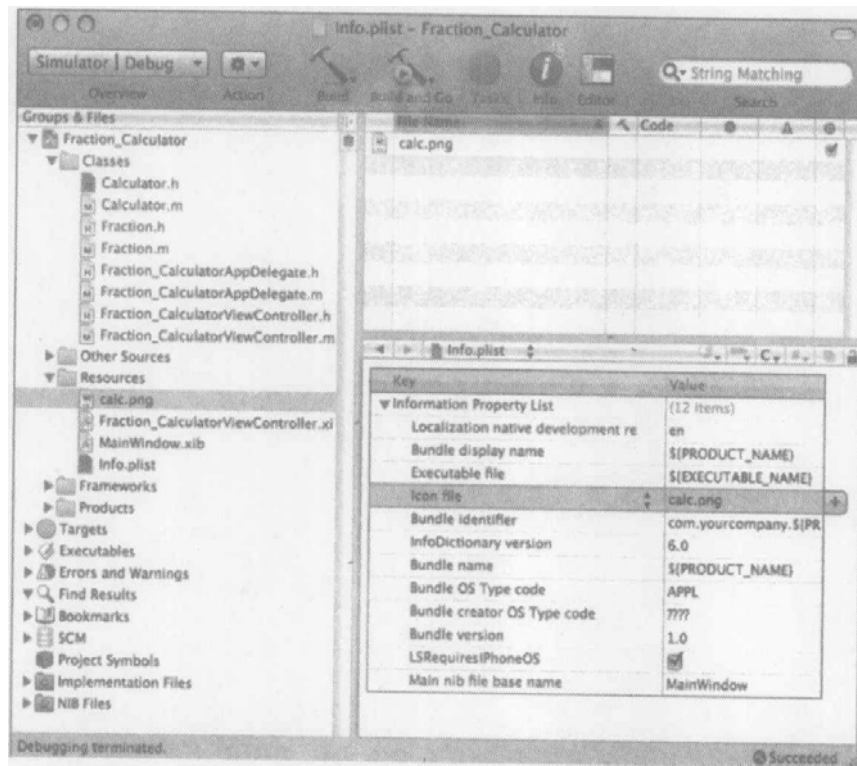 Info.plist – Fraction_Calculator
Simulator | Debug
String Matching
Overview
Action
Build
Build and Go
Tasks
Info
Editor
Search
Groups & Files
Fraction_Calculator
Classes
Calculator.h
Calculator.m
Fraction.h
Fraction.m
Fraction_CalculatorAppDelegate.h
Fraction_CalculatorAppDelegate.m
Fraction_CalculatorViewController.h
Fraction_CalculatorViewController.m
Other Sources
Resources
calc.png
Fraction_CalculatorViewController.xi
MainWindow.xib
Info.plist
Frameworks
Products
Targets
Executables
Errors and Warnings
Find Results
Bookmarks
SCM
Project Symbols
Implementation Files
NIB Files
File Name
Code
calc.png
Info.plist
Key Value
Information Property List (12 items)
Localization native development re en
Bundle display name ${PRODUCT_NAME}
Executable file ${EXECUTABLE_NAME}
Icon file calc.png
Bundle identifier com.yourcompany.${PR
InfoDictionary version 6.0
Bundle name ${PRODUCT_NAME}
Bundle OS Type code APPL
Bundle creator OS Type code ????
Bundle version 1.0
LSRequiresIPhoneOS
Main nib file base name MainWindow
Debugging terminated.
Succeeded